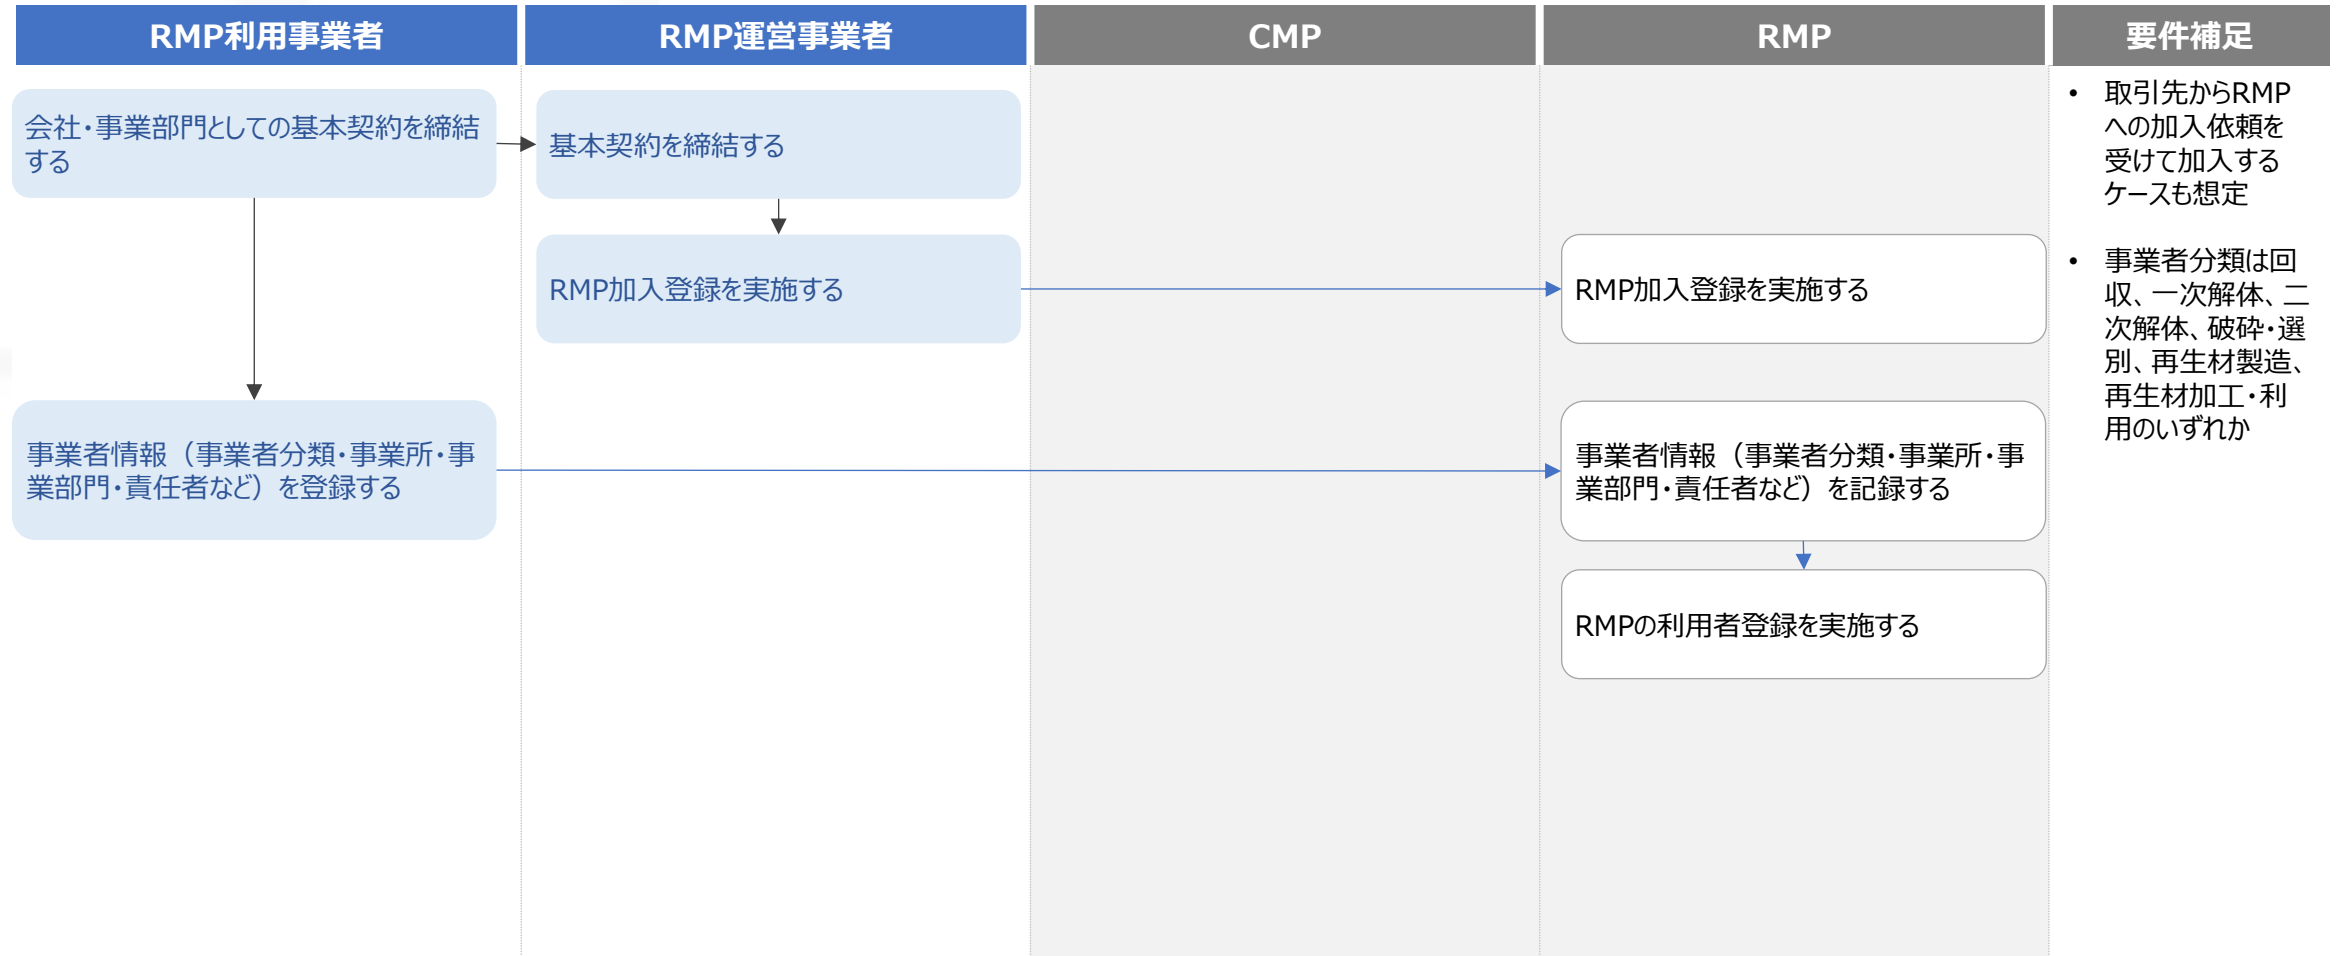 RMP利用事業者
RMP運営事業者
CMP
RMP
要件補足
会社・事業部門としての基本契約を締結
する
基本契約を締結する
RMP加入登録を実施する
RMP加入登録を実施する
事業者情報（事業者分類・事業所・事
業部門・責任者など）を登録する
事業者情報（事業者分類・事業所・事
業部門・責任者など）を記録する
RMPの利用者登録を実施する
• 取引先からRMP
への加入依頼を
受けて加入する
ケースも想定
• 事業者分類は回
収、一次解体、二
次解体、破砕・選
別、再生材製造、
再生材加工・利
用のいずれか